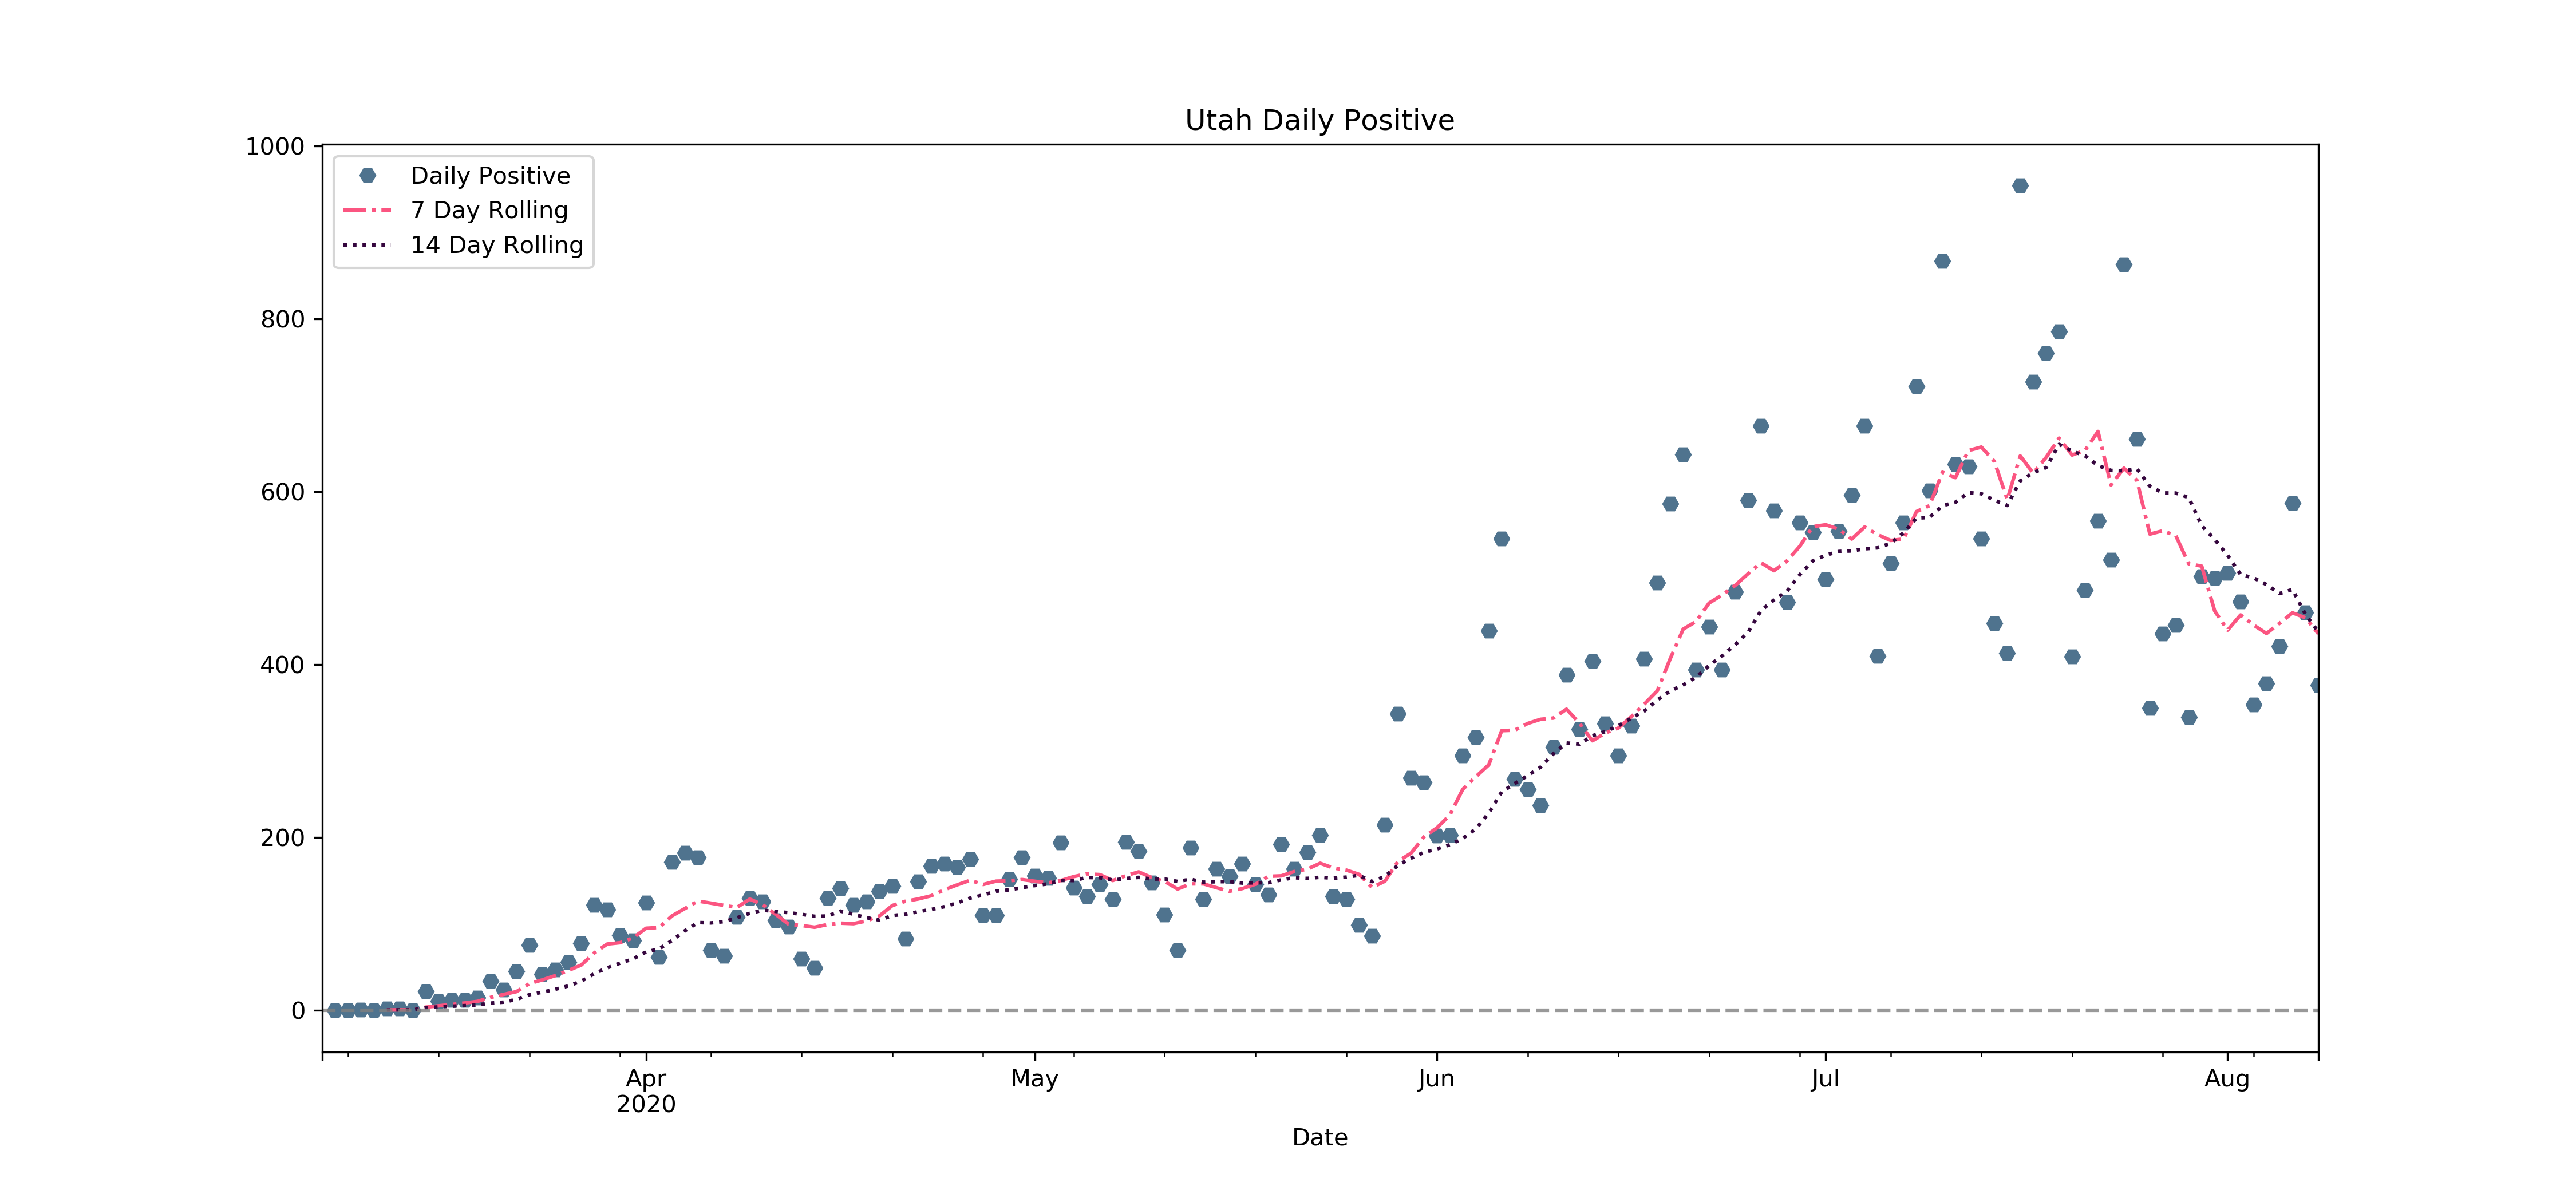 Utah Daily Positive
1000
800
600
400
200
0
Daily Positive
7 Day Rolling
14 Day Rolling
Apr
2020
May
Jun
Jul
Aug
Date